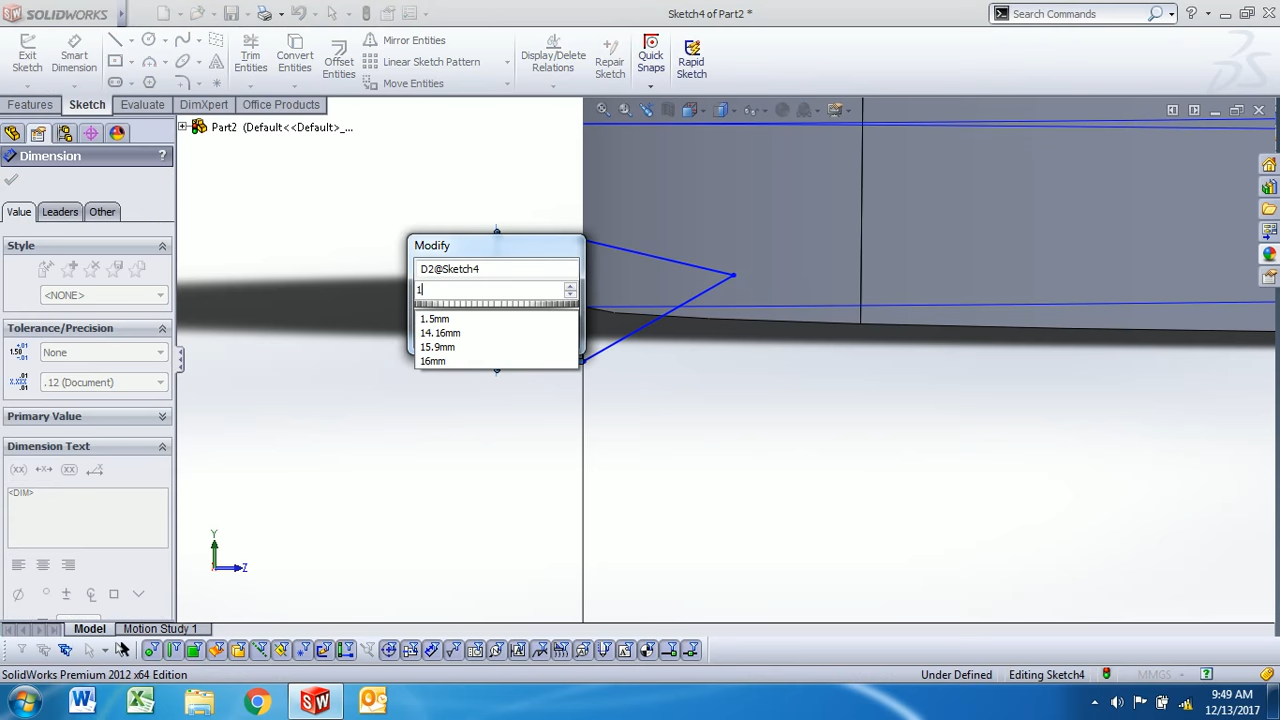 SOLIDWORKS
Sketch4 of Part2 *
Search Commands
Exit Sketch
Smart Dimension
Trim Entities
Convert Entities
Offset Entities
Mirror Entities
Linear Sketch Pattern
Move Entities
Display/Delete Relations
Repair Sketch
Quick Snaps
Rapid Sketch
Features
Sketch
Evaluate
DimXpert
Office Products
Part2 (Default<<Default>_...
Dimension
?
Value
Leaders
Other
Style
<NONE>
Tolerance/Precision
None
.12 (Document)
Primary Value
Dimension Text
<DIM>
Modify
D2@Sketch4
1
1.5mm
14.16mm
15.9mm
16mm
Y
Z
Model
Motion Study 1
SolidWorks Premium 2012 x64 Edition
Under Defined
Editing Sketch4
MMGS
9:49 AM
12/13/2017